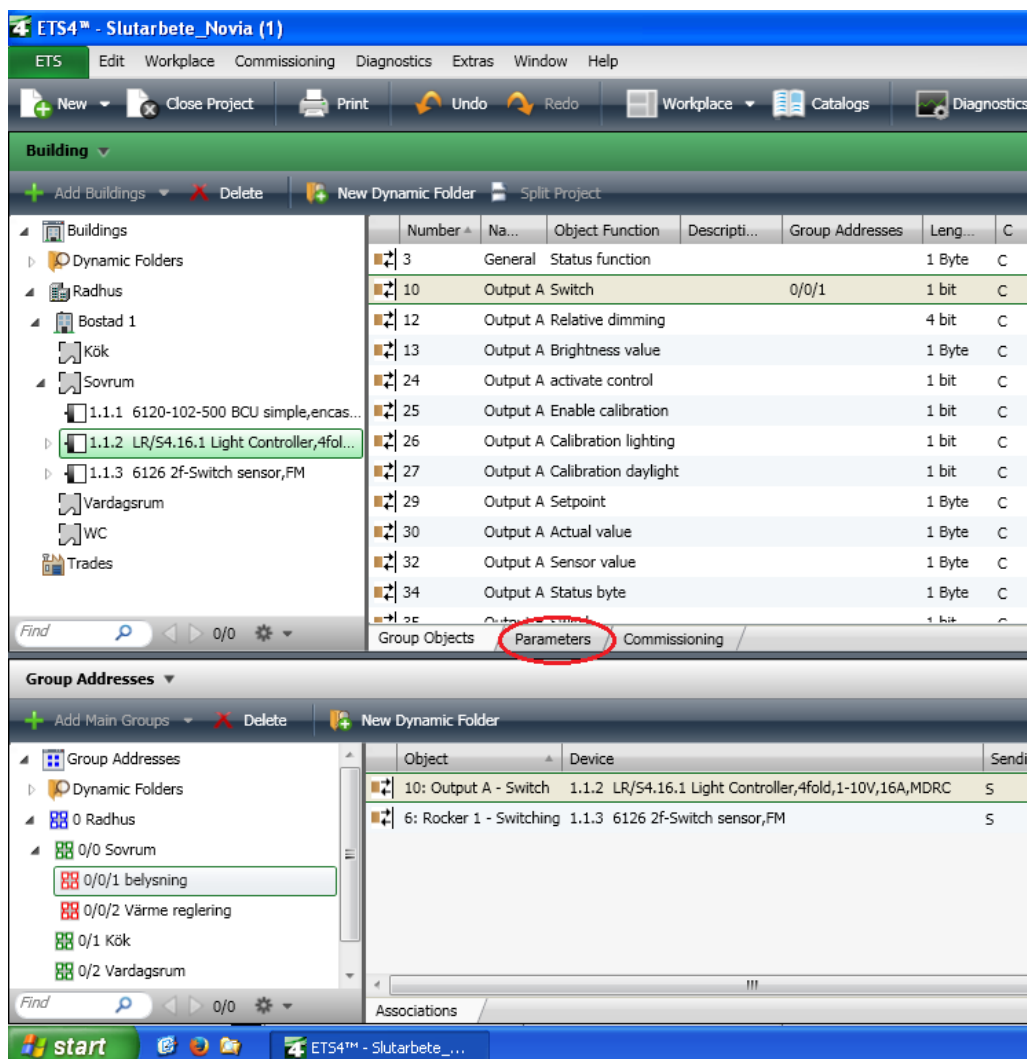 ETS4™ - Slutarbete_Novia (1)
ETS Edit Workplace Commissioning Diagnostics Extras Window Help
New Close Project Print Undo Redo Workplace Catalogs Diagnostics
Building
Add Buildings Delete New Dynamic Folder Split Project
Buildings
Dynamic Folders
Radhus
Bostad 1
Kök
Sovrum
1.1.1 6120-102-500 BCU simple,encas...
1.1.2 LR/S4.16.1 Light Controller,4fol...
1.1.3 6126 2f-Switch sensor,FM
Vardagsrum
WC
Trades
Find 0/0
Number Na... Object Function Descripti... Group Addresses Leng... C
3 General Status function 1 Byte C
10 Output A Switch 0/0/1 1 bit C
12 Output A Relative dimming 4 bit C
13 Output A Brightness value 1 Byte C
24 Output A activate control 1 bit C
25 Output A Enable calibration 1 bit C
26 Output A Calibration lighting 1 bit C
27 Output A Calibration daylight 1 bit C
29 Output A Setpoint 1 Byte C
30 Output A Actual value 1 Byte C
32 Output A Sensor value 1 Byte C
34 Output A Status byte 1 Byte C
Group Objects Parameters Commissioning
Group Addresses
Add Main Groups Delete New Dynamic Folder
Group Addresses
Dynamic Folders
0 Radhus
0/0 Sovrum
0/0/1 belysning
0/0/2 Värme reglering
0/1 Kök
0/2 Vardagsrum
Find 0/0
Object Device Sendi
10: Output A - Switch 1.1.2 LR/S4.16.1 Light Controller,4fold,1-10V,16A,MDRC S
6: Rocker 1 - Switching 1.1.3 6126 2f-Switch sensor,FM S
Associations
start ETS4™ - Slutarbete_...